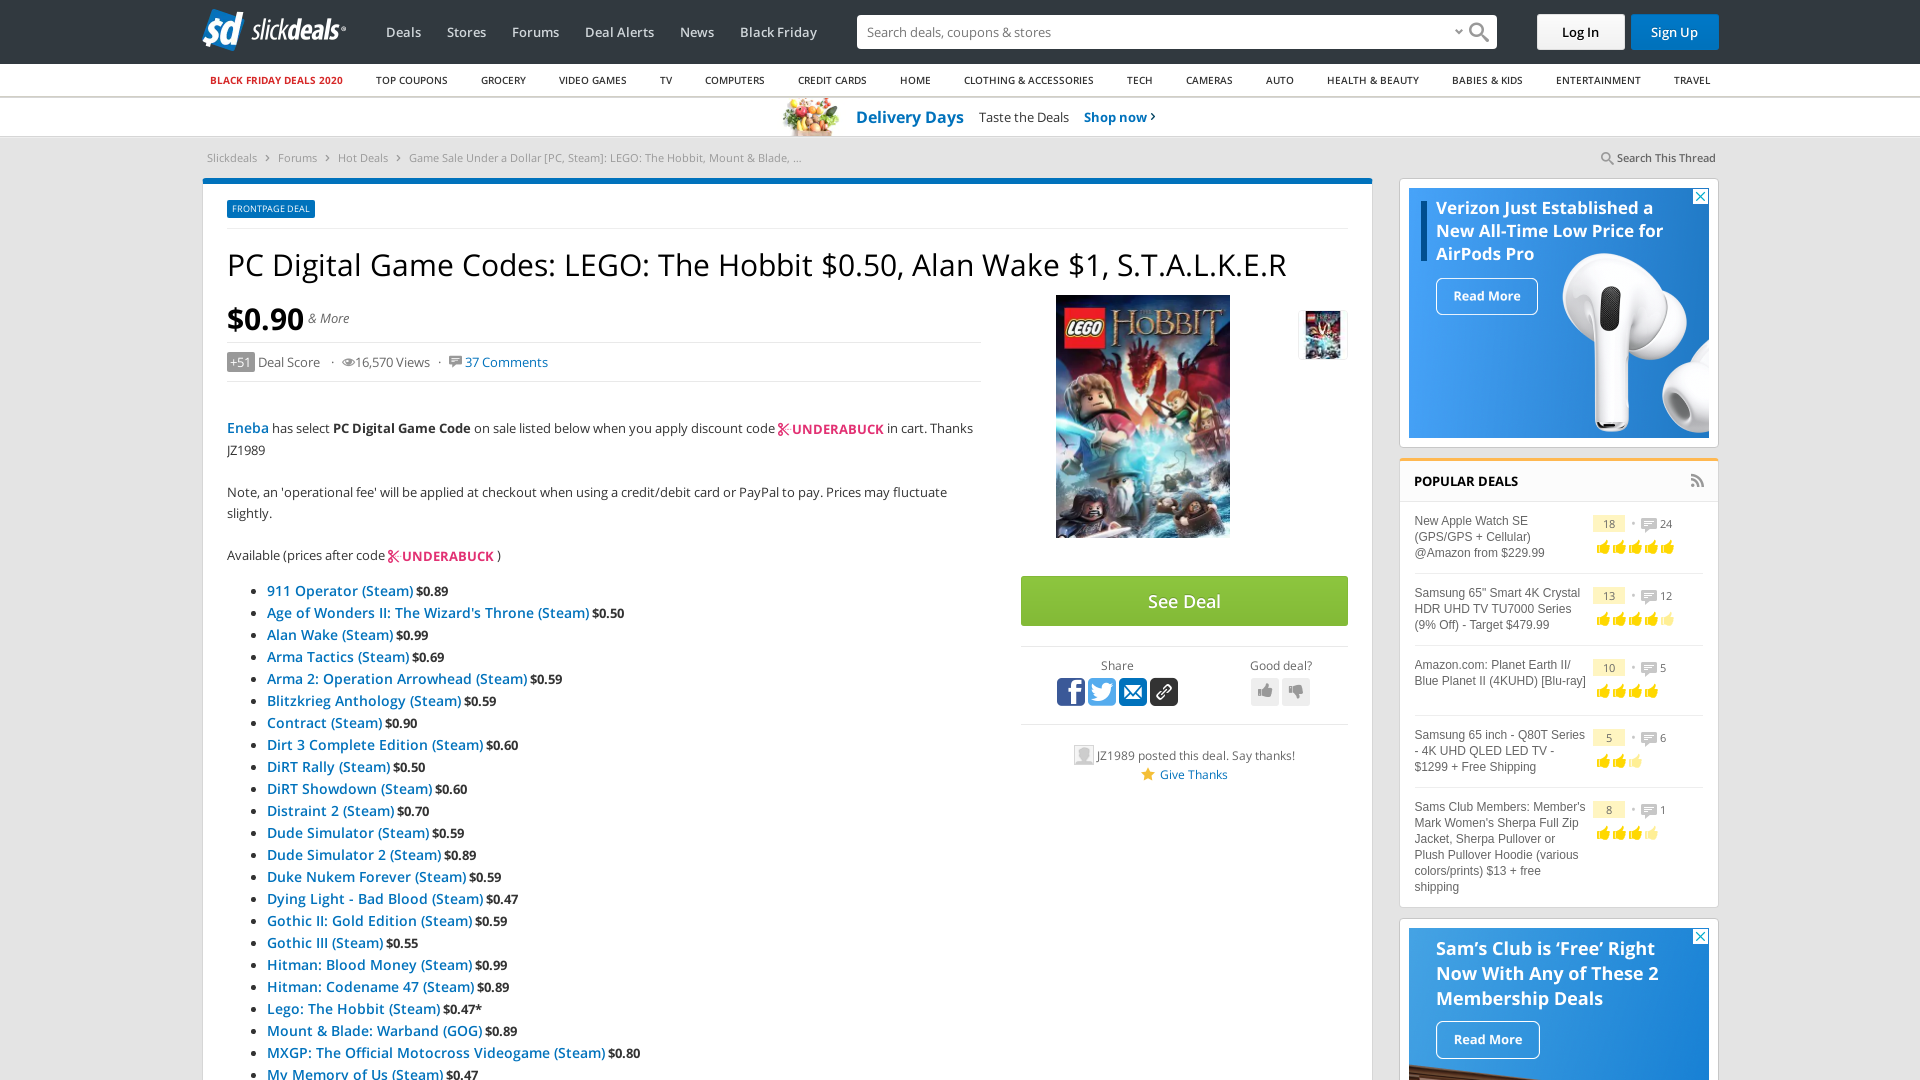 slickdeals
Deals
Stores
Forums
Deal Alerts
News
Black Friday
Search deals, coupons & stores
Log In
Sign Up
BLACK FRIDAY DEALS 2020
TOP COUPONS
GROCERY
VIDEO GAMES
TV
COMPUTERS
CREDIT CARDS
HOME
CLOTHING & ACCESSORIES
TECH
CAMERAS
AUTO
HEALTH & BEAUTY
BABIES & KIDS
ENTERTAINMENT
TRAVEL
Delivery Days Taste the Deals Shop now
Slickdeals › Forums › Hot Deals › Game Sale Under a Dollar [PC, Steam]: LEGO: The Hobbit, Mount & Blade, ...
Search This Thread
FRONTPAGE DEAL
PC Digital Game Codes: LEGO: The Hobbit $0.50, Alan Wake $1, S.T.A.L.K.E.R
$0.90 & More
+51 Deal Score · 16,570 Views · 37 Comments
Eneba has select PC Digital Game Code on sale listed below when you apply discount code UNDERABUCK in cart. Thanks
JZ1989
Note, an 'operational fee' will be applied at checkout when using a credit/debit card or PayPal to pay. Prices may fluctuate
slightly.
Available (prices after code UNDERABUCK )
911 Operator (Steam) $0.89
Age of Wonders II: The Wizard's Throne (Steam) $0.50
Alan Wake (Steam) $0.99
Arma Tactics (Steam) $0.69
Arma 2: Operation Arrowhead (Steam) $0.59
Blitzkrieg Anthology (Steam) $0.59
Contract (Steam) $0.90
Dirt 3 Complete Edition (Steam) $0.60
DiRT Rally (Steam) $0.50
DiRT Showdown (Steam) $0.60
Distraint 2 (Steam) $0.70
Dude Simulator (Steam) $0.59
Dude Simulator 2 (Steam) $0.89
Duke Nukem Forever (Steam) $0.59
Dying Light - Bad Blood (Steam) $0.47
Gothic II: Gold Edition (Steam) $0.59
Gothic III (Steam) $0.55
Hitman: Blood Money (Steam) $0.99
Hitman: Codename 47 (Steam) $0.89
Lego: The Hobbit (Steam) $0.47*
Mount & Blade: Warband (GOG) $0.89
MXGP: The Official Motocross Videogame (Steam) $0.80
My Memory of Us (Steam) $0.47
LEGO THE HOBBIT
See Deal
Share
Good deal?
JZ1989 posted this deal. Say thanks!
Give Thanks
Verizon Just Established a
New All-Time Low Price for
AirPods Pro
Read More
POPULAR DEALS
New Apple Watch SE
(GPS/GPS + Cellular)
@Amazon from $229.99
18 • 24
Samsung 65" Smart 4K Crystal
HDR UHD TV TU7000 Series
(9% Off) - Target $479.99
13 • 12
Amazon.com: Planet Earth II/
Blue Planet II (4KUHD) [Blu-ray]
10 • 5
Samsung 65 inch - Q80T Series
- 4K UHD QLED LED TV -
$1299 + Free Shipping
5 • 6
Sams Club Members: Member's
Mark Women's Sherpa Full Zip
Jacket, Sherpa Pullover or
Plush Pullover Hoodie (various
colors/prints) $13 + free
shipping
8 • 1
Sam's Club is ‘Free’ Right
Now With Any of These 2
Membership Deals
Read More